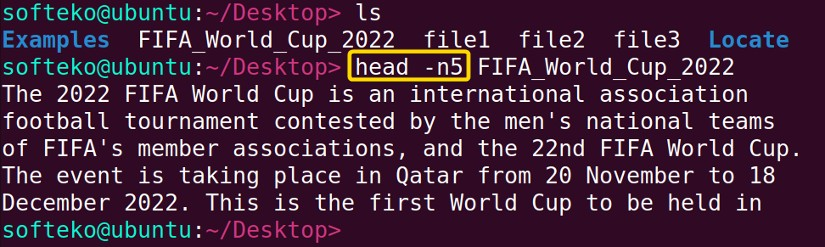 softeko@ubuntu:~/Desktop> ls
Examples  FIFA_World_Cup_2022  file1  file2  file3  Locate
softeko@ubuntu:~/Desktop> head -n5 FIFA_World_Cup_2022
The 2022 FIFA World Cup is an international association
football tournament contested by the men's national teams
of FIFA's member associations, and the 22nd FIFA World Cup.
The event is taking place in Qatar from 20 November to 18
December 2022. This is the first World Cup to be held in
softeko@ubuntu:~/Desktop>